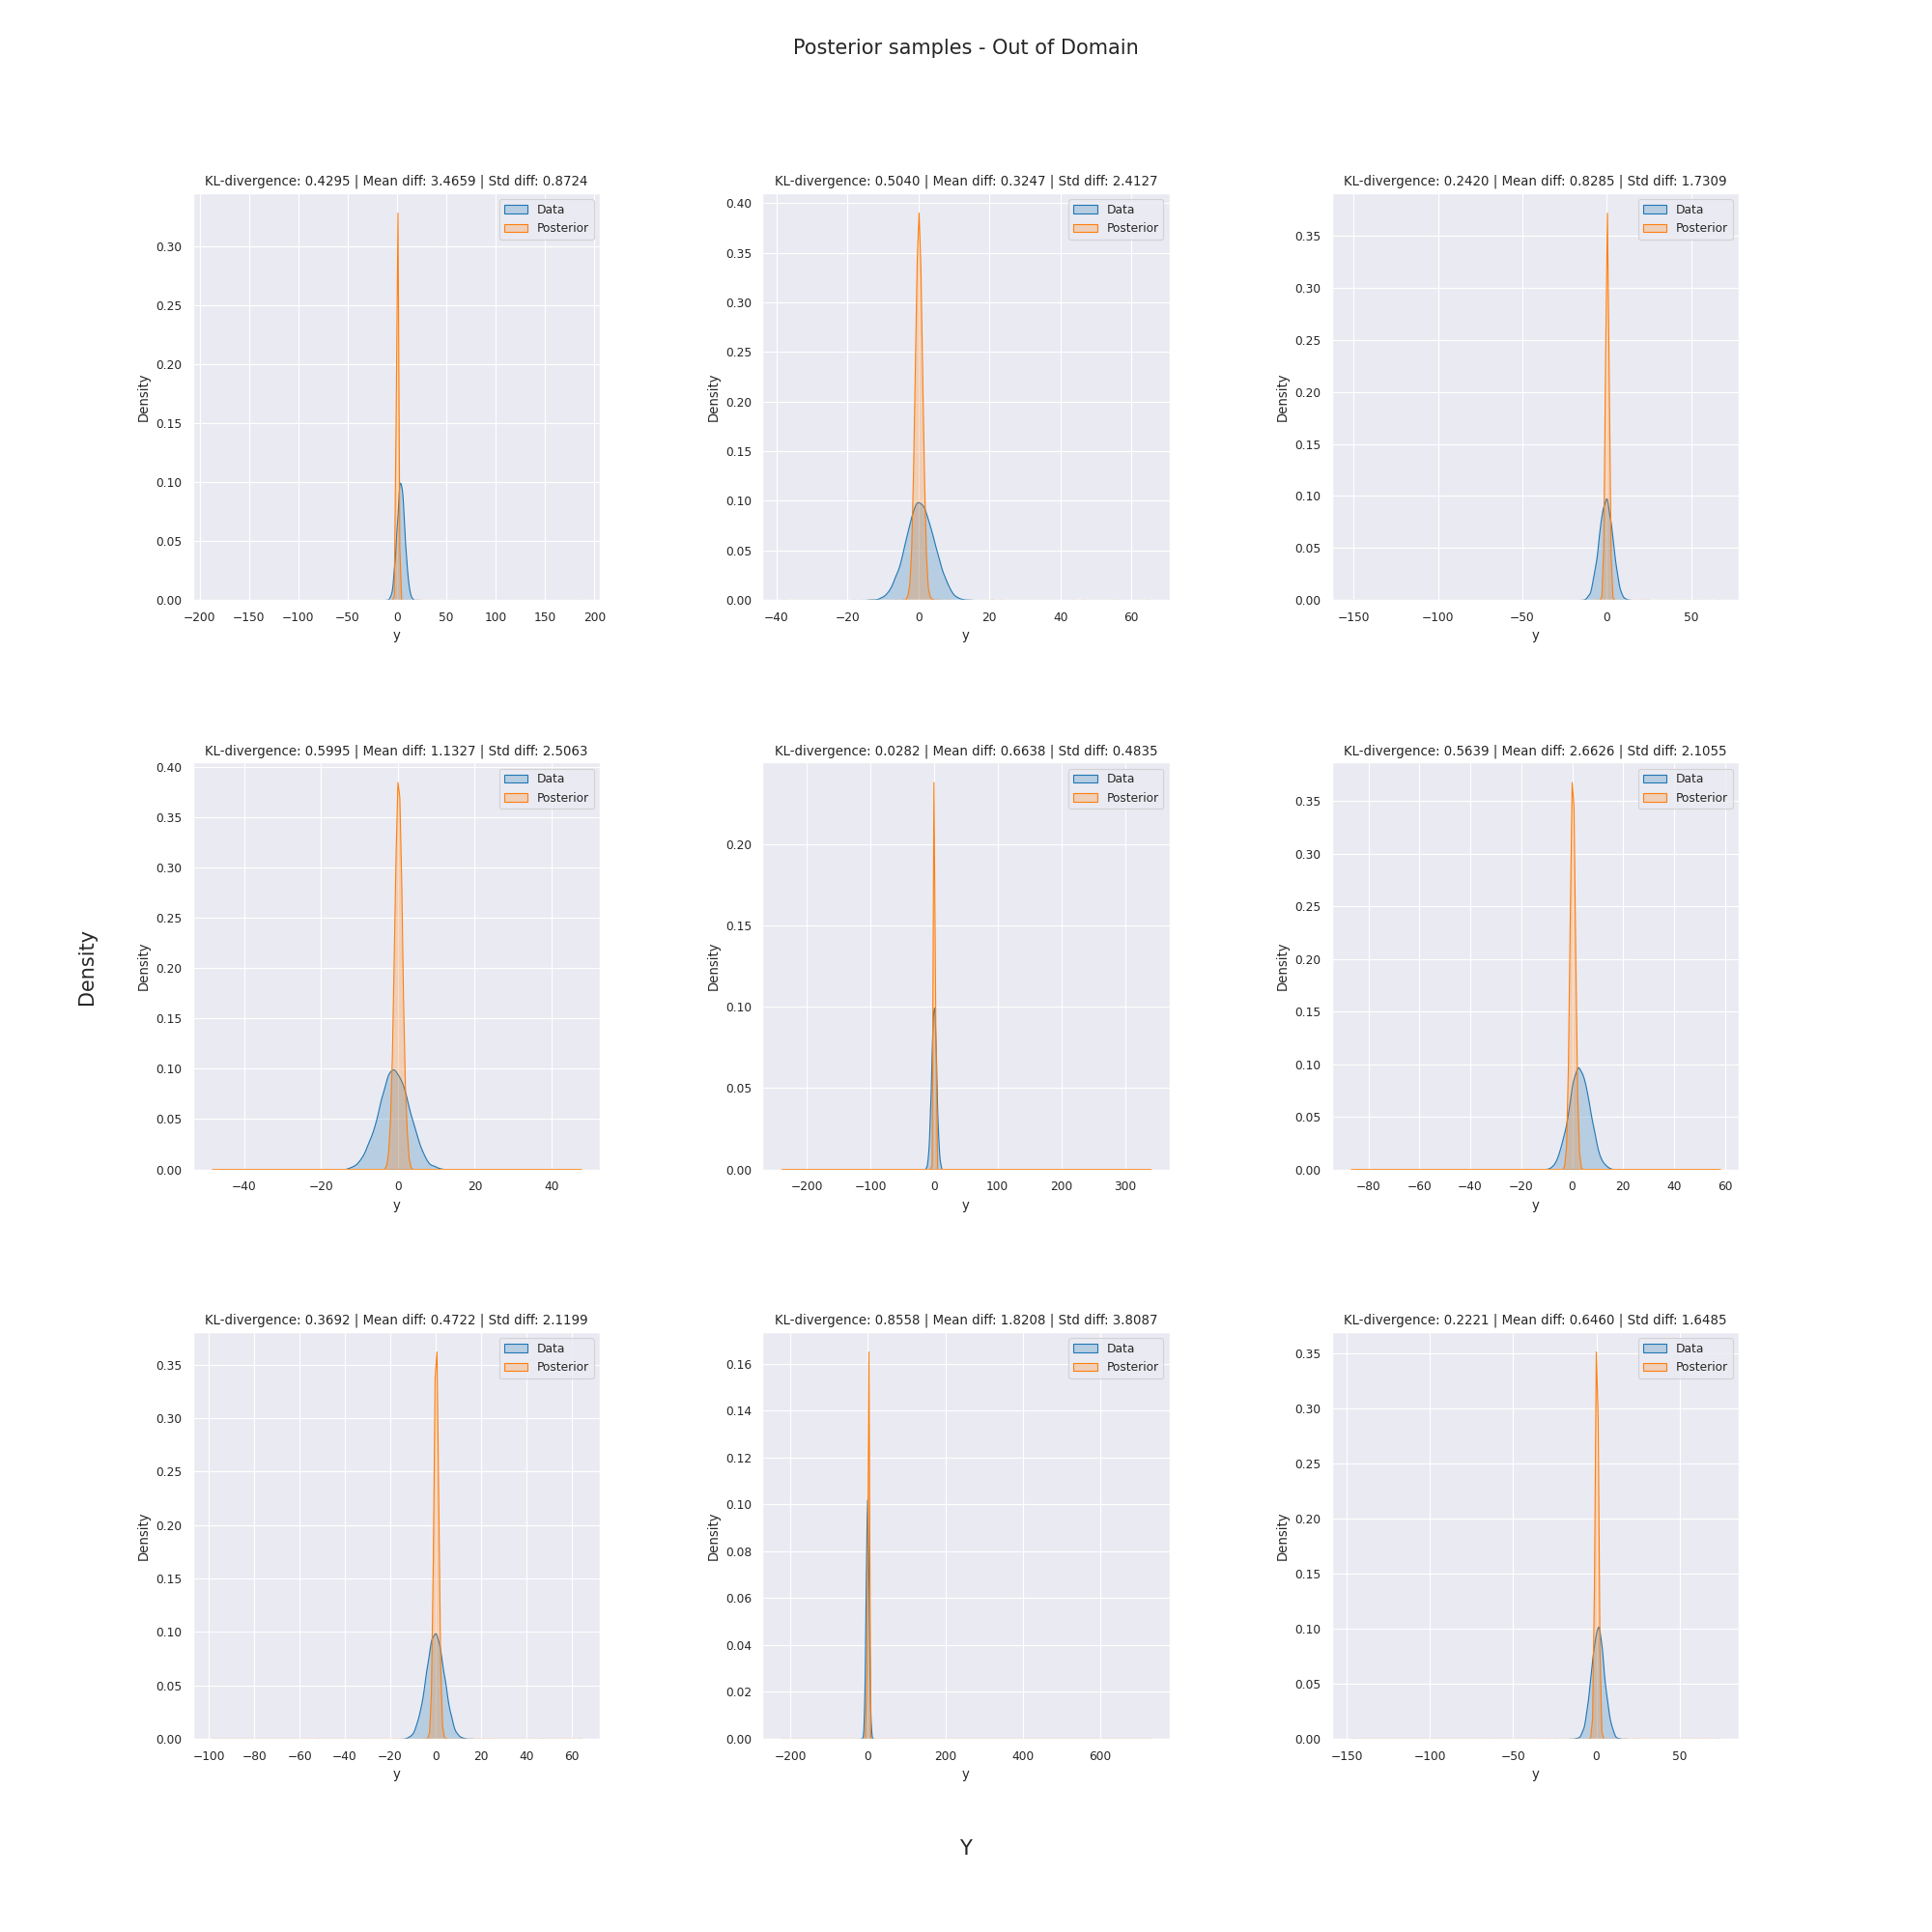 Posterior samples - Out of Domain
KL-divergence: 0.4295 | Mean diff: 3.4659 | Std diff: 0.8724
Data
Posterior
0.30
0.25
0.20
0.15
0.10
0.05
0.00
Density
−200 −150 −100 −50 0 50 100 150 200
y
KL-divergence: 0.5040 | Mean diff: 0.3247 | Std diff: 2.4127
Data
Posterior
0.40
0.35
0.30
0.25
0.20
0.15
0.10
0.05
0.00
Density
−40 −20 0 20 40 60
y
KL-divergence: 0.2420 | Mean diff: 0.8285 | Std diff: 1.7309
Data
Posterior
0.35
0.30
0.25
0.20
0.15
0.10
0.05
0.00
Density
−150 −100 −50 0 50
y
KL-divergence: 0.5995 | Mean diff: 1.1327 | Std diff: 2.5063
Data
Posterior
0.40
0.35
0.30
0.25
0.20
0.15
0.10
0.05
0.00
Density
−40 −20 0 20 40
y
KL-divergence: 0.0282 | Mean diff: 0.6638 | Std diff: 0.4835
Data
Posterior
0.20
0.15
0.10
0.05
0.00
Density
−200 −100 0 100 200 300
y
KL-divergence: 0.5639 | Mean diff: 2.6626 | Std diff: 2.1055
Data
Posterior
0.35
0.30
0.25
0.20
0.15
0.10
0.05
0.00
Density
−80 −60 −40 −20 0 20 40 60
y
Density
KL-divergence: 0.3692 | Mean diff: 0.4722 | Std diff: 2.1199
Data
Posterior
0.35
0.30
0.25
0.20
0.15
0.10
0.05
0.00
Density
−100 −80 −60 −40 −20 0 20 40 60
y
KL-divergence: 0.8558 | Mean diff: 1.8208 | Std diff: 3.8087
Data
Posterior
0.16
0.14
0.12
0.10
0.08
0.06
0.04
0.02
0.00
Density
−200 0 200 400 600
y
KL-divergence: 0.2221 | Mean diff: 0.6460 | Std diff: 1.6485
Data
Posterior
0.35
0.30
0.25
0.20
0.15
0.10
0.05
0.00
Density
−150 −100 −50 0 50
y
Y